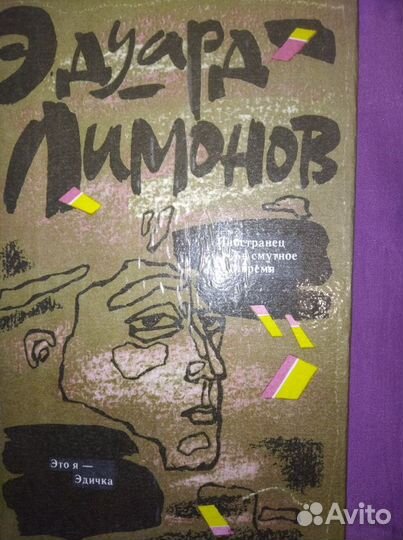 Эдуард
Лимонов
Иностранец
в смутное
время
Это я —
Эдичка
Avito